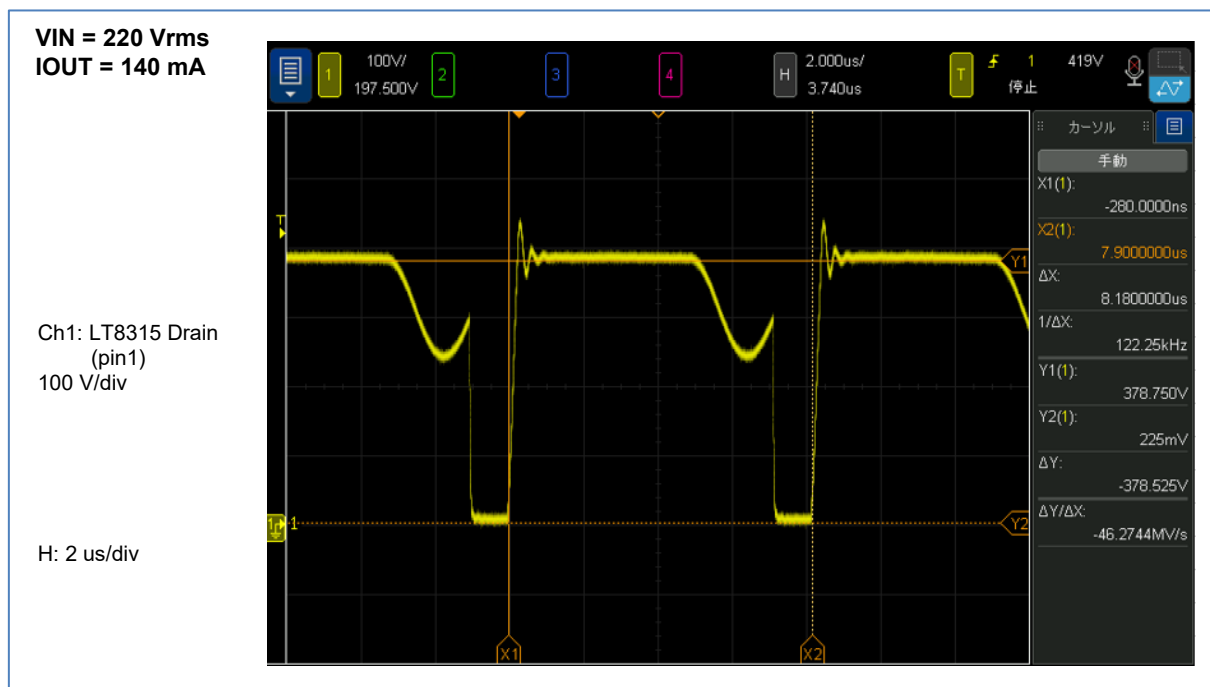 VIN = 220 Vrms
IOUT = 140 mA
1 100V/ 2 3 4 H 2.000us/ T 1 419V
197.500V 3.740us 停止
カーソル
手動
X1(1):
-280.0000ns
X2(1):
7.9000000us
ΔX:
8.1800000us
1/ΔX:
122.25kHz
Y1(1):
378.750V
Y2(1):
225mV
ΔY:
-378.525V
ΔY/ΔX:
-46.2744MV/s
T
Y1
Ch1: LT8315 Drain
(pin1)
100 V/div
1 1
Y2
H: 2 us/div
X1 X2